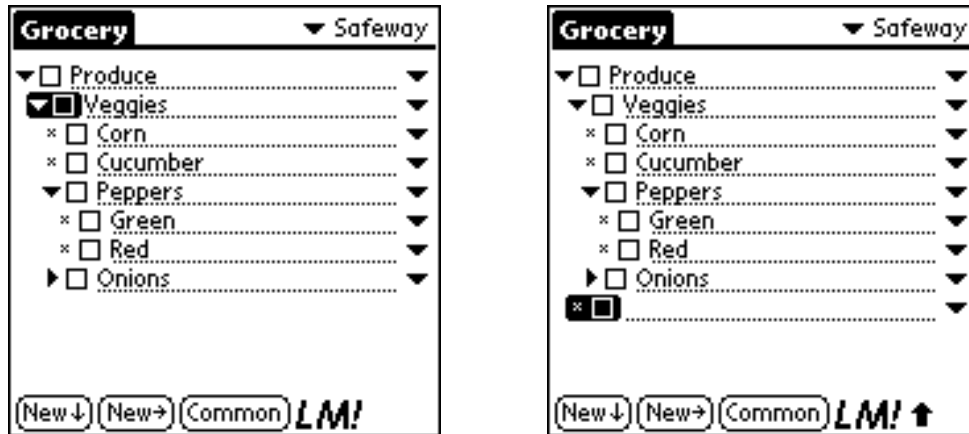 Grocery Safeway
Produce
Veggies
Corn
Cucumber
Peppers
Green
Red
Onions
New↓ New→ Common LM!
Grocery Safeway
Produce
Veggies
Corn
Cucumber
Peppers
Green
Red
Onions
New↓ New→ Common LM!